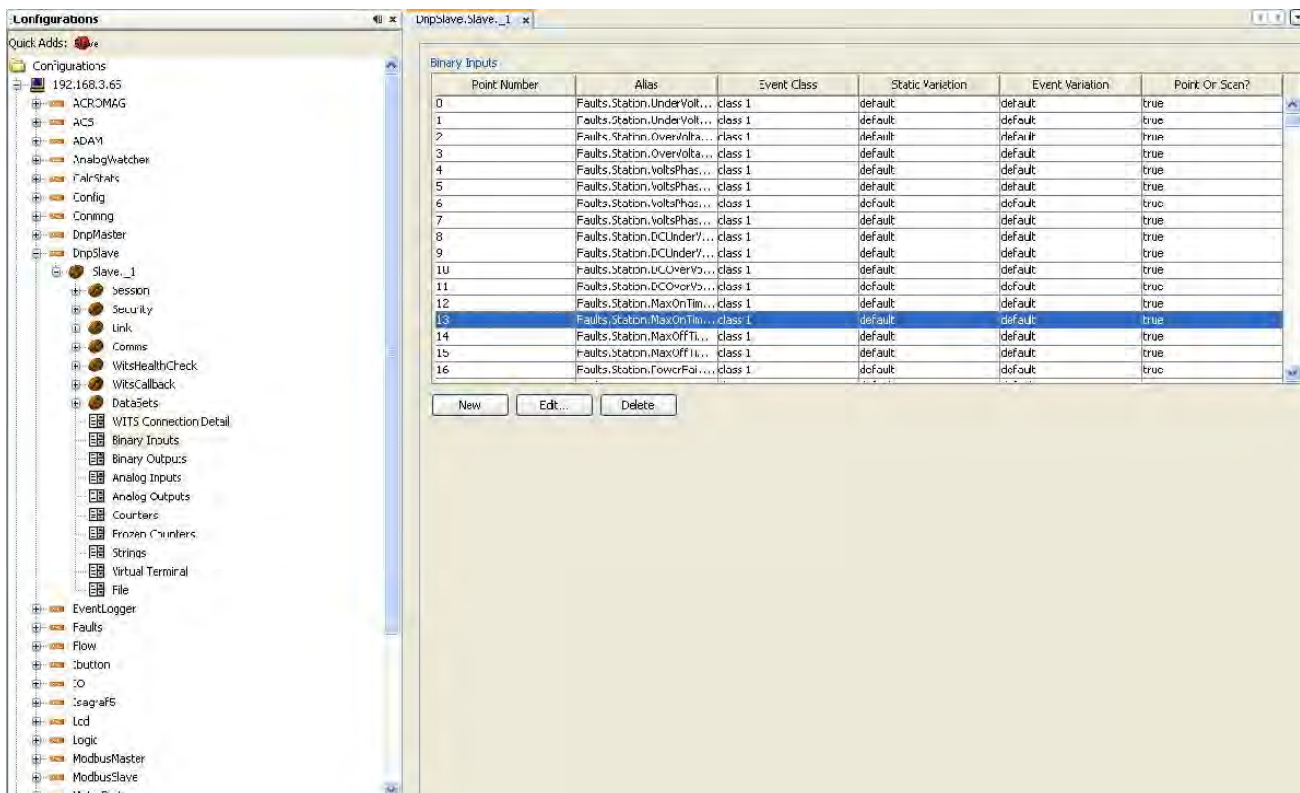 Configurations
Quick Adds: Slave
Configurations
192.168.3.65
ACROMAG
ACS
ADAM
AnalogWatcher
CalcStats
Config
DnpMaster
DnpSlave
Slave._1
Session
Security
Link
Comms
WitsHealthCheck
WitsCallback
DataSets
WITS Connection Detail
Binary Inputs
Binary Outputs
Analog Inputs
Analog Outputs
Counters
Frozen Counters
Strings
Virtual Terminal
File
EventLogger
Faults
Flow
Ibutton
IO
Isagraf5
Lcd
Logic
ModbusMaster
ModbusSlave
DnpSlave.Slave._1
Binary Inputs
Point Number Alias Event Class Static Variation Event Variation Point Or Scan?
0 Faults.Station.UnderVolt... class 1 default default true
1 Faults.Station.UnderVolt... class 1 default default true
2 Faults.Station.OverVolta... class 1 default default true
3 Faults.Station.OverVolta... class 1 default default true
4 Faults.Station.VoltsPhas... class 1 default default true
5 Faults.Station.VoltsPhas... class 1 default default true
6 Faults.Station.VoltsPhas... class 1 default default true
7 Faults.Station.VoltsPhas... class 1 default default true
8 Faults.Station.DCUnderV... class 1 default default true
9 Faults.Station.DCUnderV... class 1 default default true
10 Faults.Station.DCOverVo... class 1 default default true
11 Faults.Station.DCOverVo... class 1 default default true
12 Faults.Station.MaxOnTim... class 1 default default true
13 Faults.Station.MaxOnTim... class 1 default default true
14 Faults.Station.MaxOffTi... class 1 default default true
15 Faults.Station.MaxOffTi... class 1 default default true
16 Faults.Station.PowerFai... class 1 default default true
New Edit... Delete